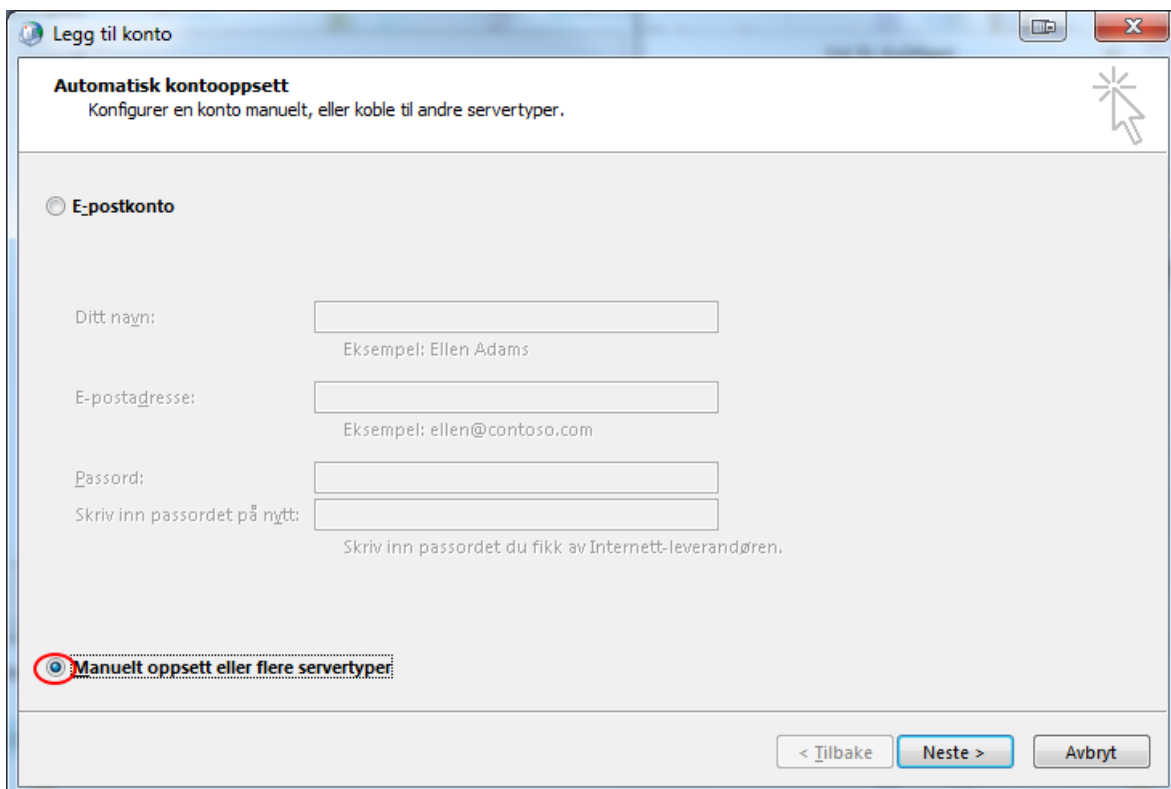 Legg til konto
Automatisk kontooppsett
Konfigurer en konto manuelt, eller koble til andre servertyper.
E-postkonto
Ditt navn:
Eksempel: Ellen Adams
E-postadresse:
Eksempel: ellen@contoso.com
Passord:
Skriv inn passordet på nytt:
Skriv inn passordet du fikk av Internett-leverandøren.
Manuelt oppsett eller flere servertyper
< Tilbake Neste > Avbryt